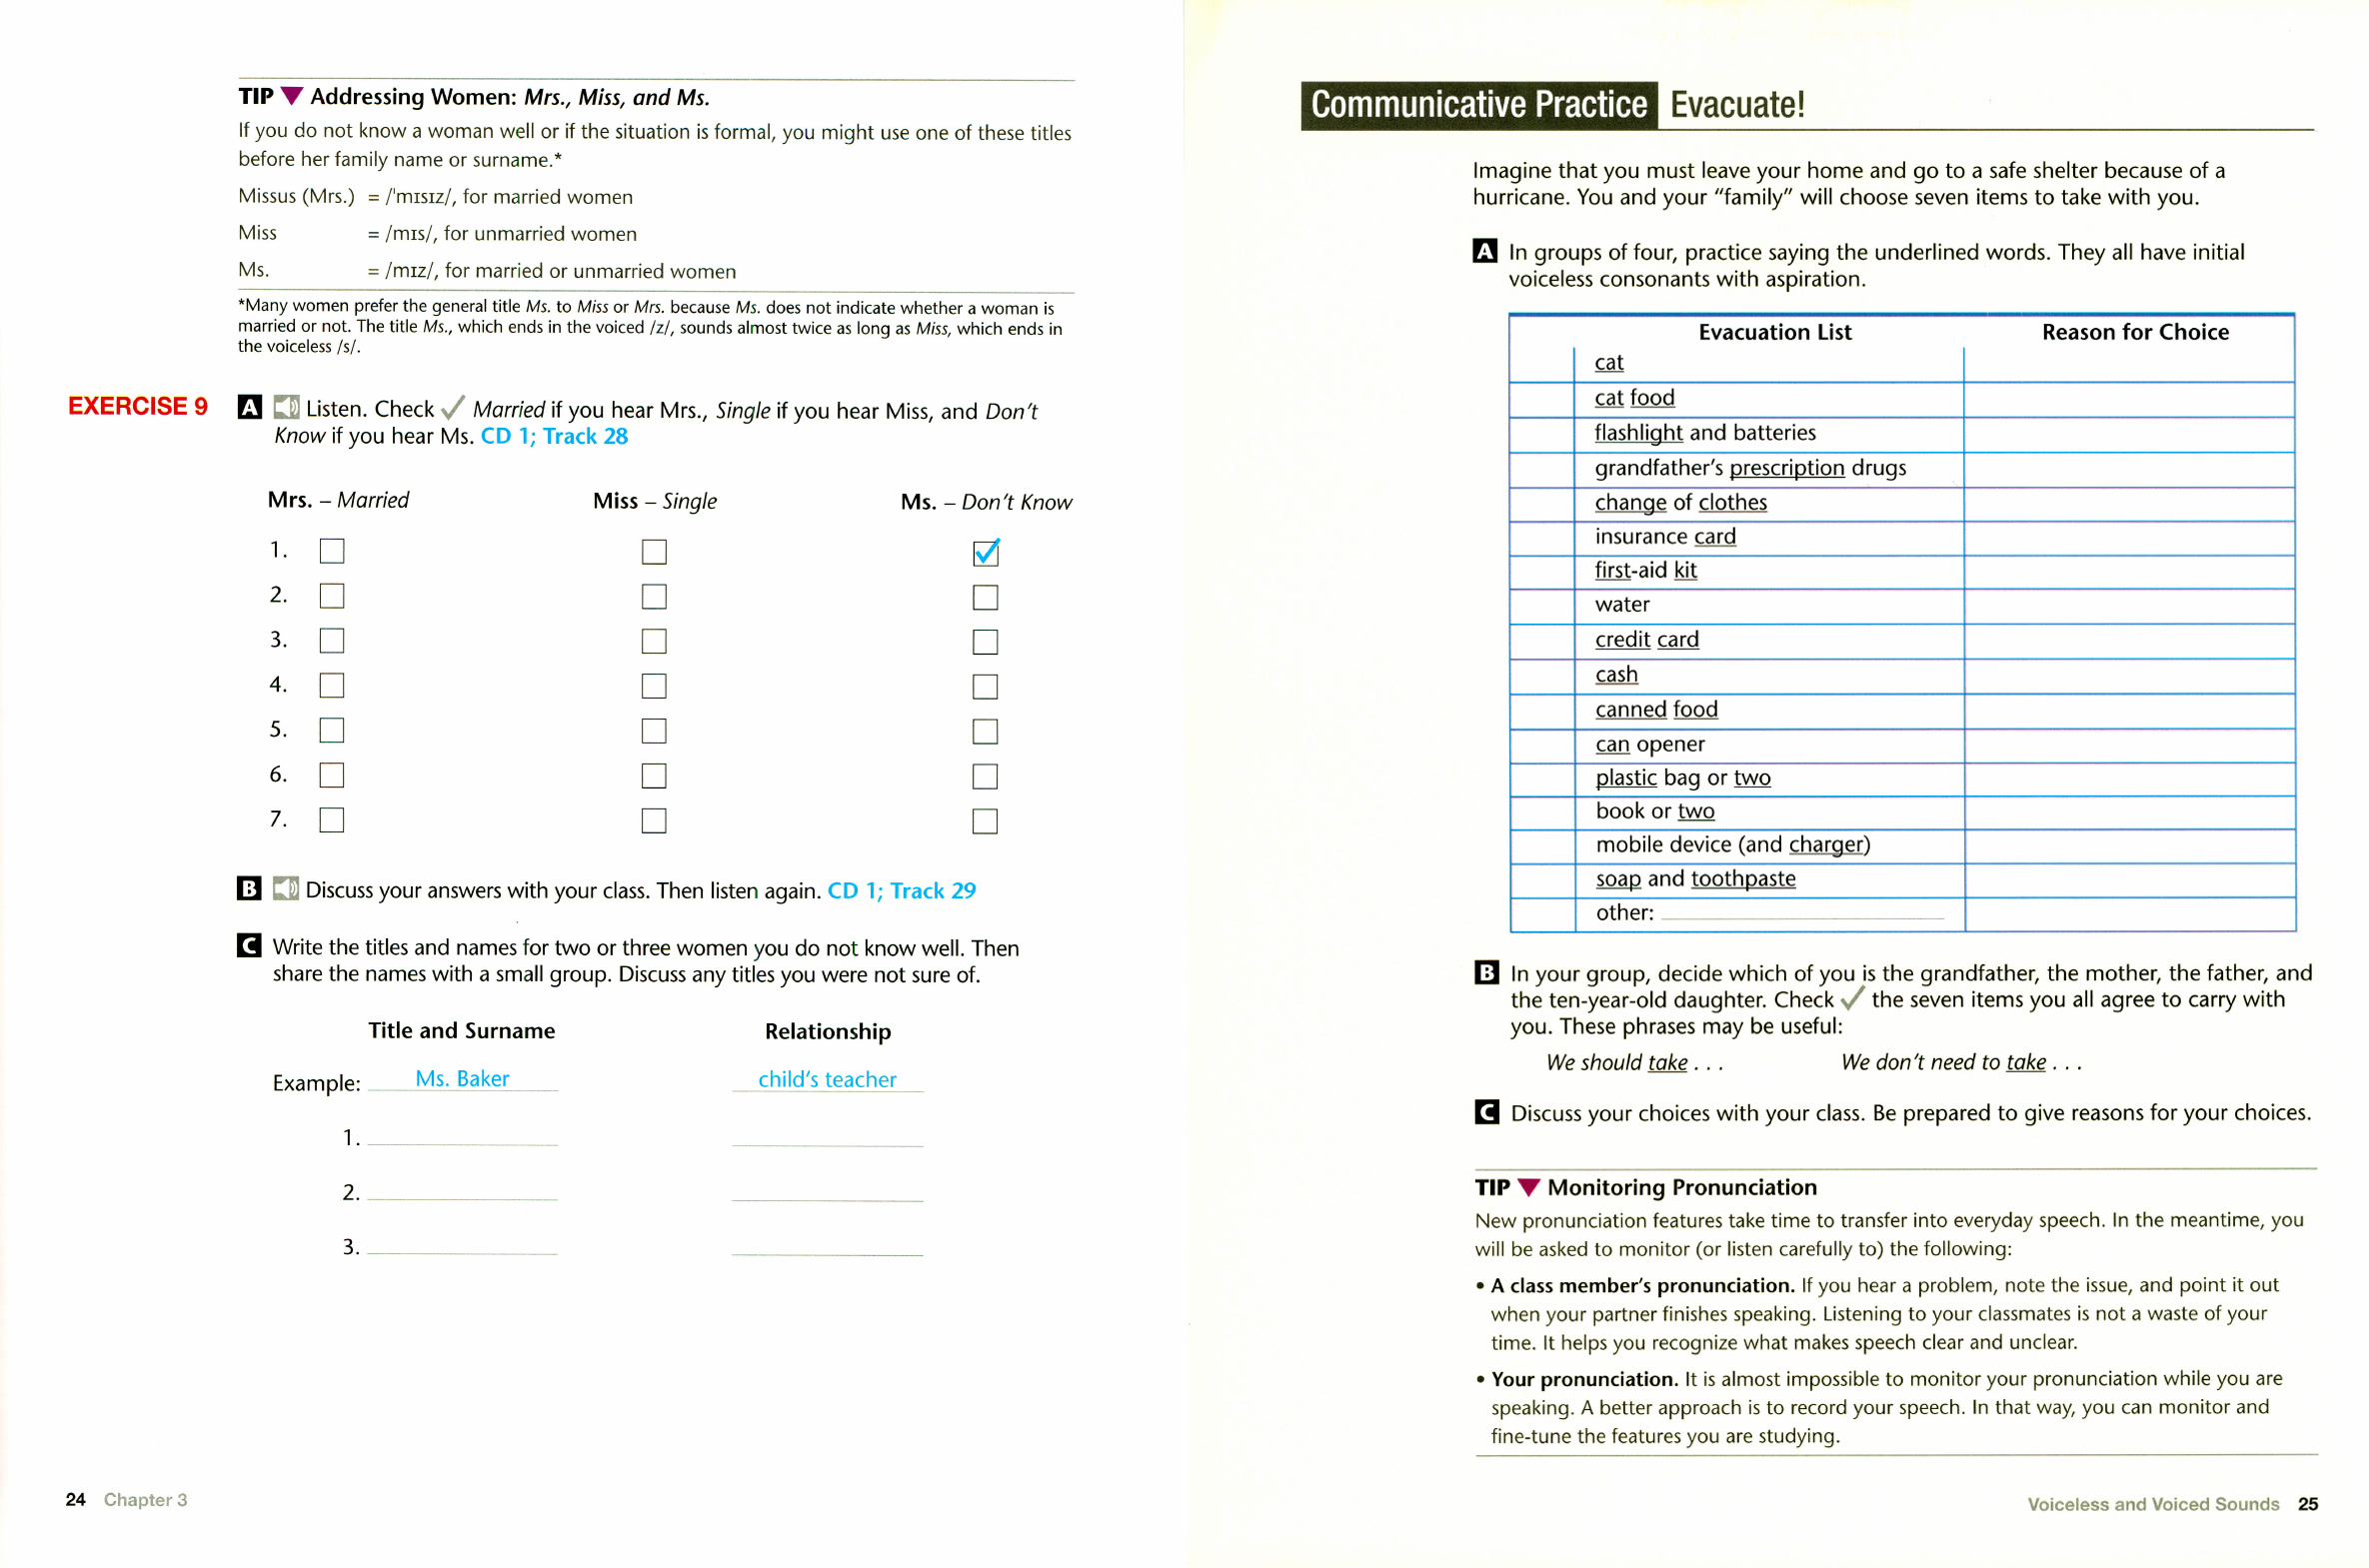 TIP ▼ Addressing Women: Mrs., Miss, and Ms.
If you do not know a woman well or if the situation is formal, you might use one of these titles
before her family name or surname.*
Missus (Mrs.) = /ˈmɪsɪz/, for married women
Miss = /mɪs/, for unmarried women
Ms. = /mɪz/, for married or unmarried women
*Many women prefer the general title Ms. to Miss or Mrs. because Ms. does not indicate whether a woman is
married or not. The title Ms., which ends in the voiced /z/, sounds almost twice as long as Miss, which ends in
the voiceless /s/.
EXERCISE 9 A Listen. Check ✓ Married if you hear Mrs., Single if you hear Miss, and Don't
Know if you hear Ms. CD 1; Track 28
Mrs. – Married Miss – Single Ms. – Don't Know
1. ☐ ☐ ☑
2. ☐ ☐ ☐
3. ☐ ☐ ☐
4. ☐ ☐ ☐
5. ☐ ☐ ☐
6. ☐ ☐ ☐
7. ☐ ☐ ☐
B Discuss your answers with your class. Then listen again. CD 1; Track 29
C Write the titles and names for two or three women you do not know well. Then
share the names with a small group. Discuss any titles you were not sure of.
Title and Surname Relationship
Example: Ms. Baker child's teacher
1.
2.
3.
24 Chapter 3
Communicative Practice Evacuate!
Imagine that you must leave your home and go to a safe shelter because of a
hurricane. You and your "family" will choose seven items to take with you.
A In groups of four, practice saying the underlined words. They all have initial
voiceless consonants with aspiration.
Evacuation List Reason for Choice
cat
cat food
flashlight and batteries
grandfather's prescription drugs
change of clothes
insurance card
first-aid kit
water
credit card
cash
canned food
can opener
plastic bag or two
book or two
mobile device (and charger)
soap and toothpaste
other:
B In your group, decide which of you is the grandfather, the mother, the father, and
the ten-year-old daughter. Check ✓ the seven items you all agree to carry with
you. These phrases may be useful:
We should take . . . We don't need to take . . .
C Discuss your choices with your class. Be prepared to give reasons for your choices.
TIP ▼ Monitoring Pronunciation
New pronunciation features take time to transfer into everyday speech. In the meantime, you
will be asked to monitor (or listen carefully to) the following:
• A class member's pronunciation. If you hear a problem, note the issue, and point it out
when your partner finishes speaking. Listening to your classmates is not a waste of your
time. It helps you recognize what makes speech clear and unclear.
• Your pronunciation. It is almost impossible to monitor your pronunciation while you are
speaking. A better approach is to record your speech. In that way, you can monitor and
fine-tune the features you are studying.
Voiceless and Voiced Sounds 25